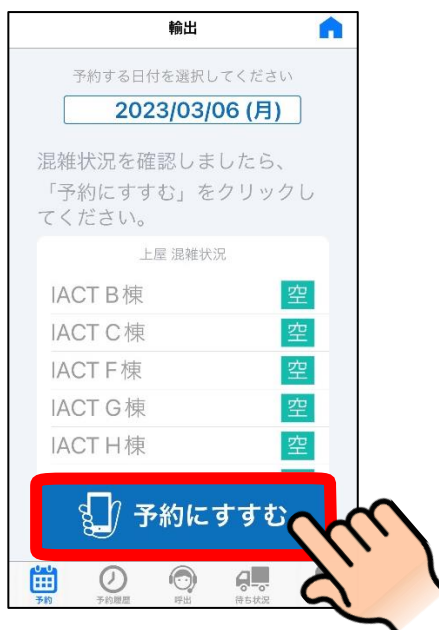 輸出
予約する日付を選択してください
2023/03/06 (月)
混雑状況を確認しましたら、
「予約にすすむ」をクリックし
てください。
上屋 混雑状況
IACT B棟 空
IACT C棟 空
IACT F棟 空
IACT G棟 空
IACT H棟 空
予約にすすむ
予約 予約履歴 呼出 待ち状況